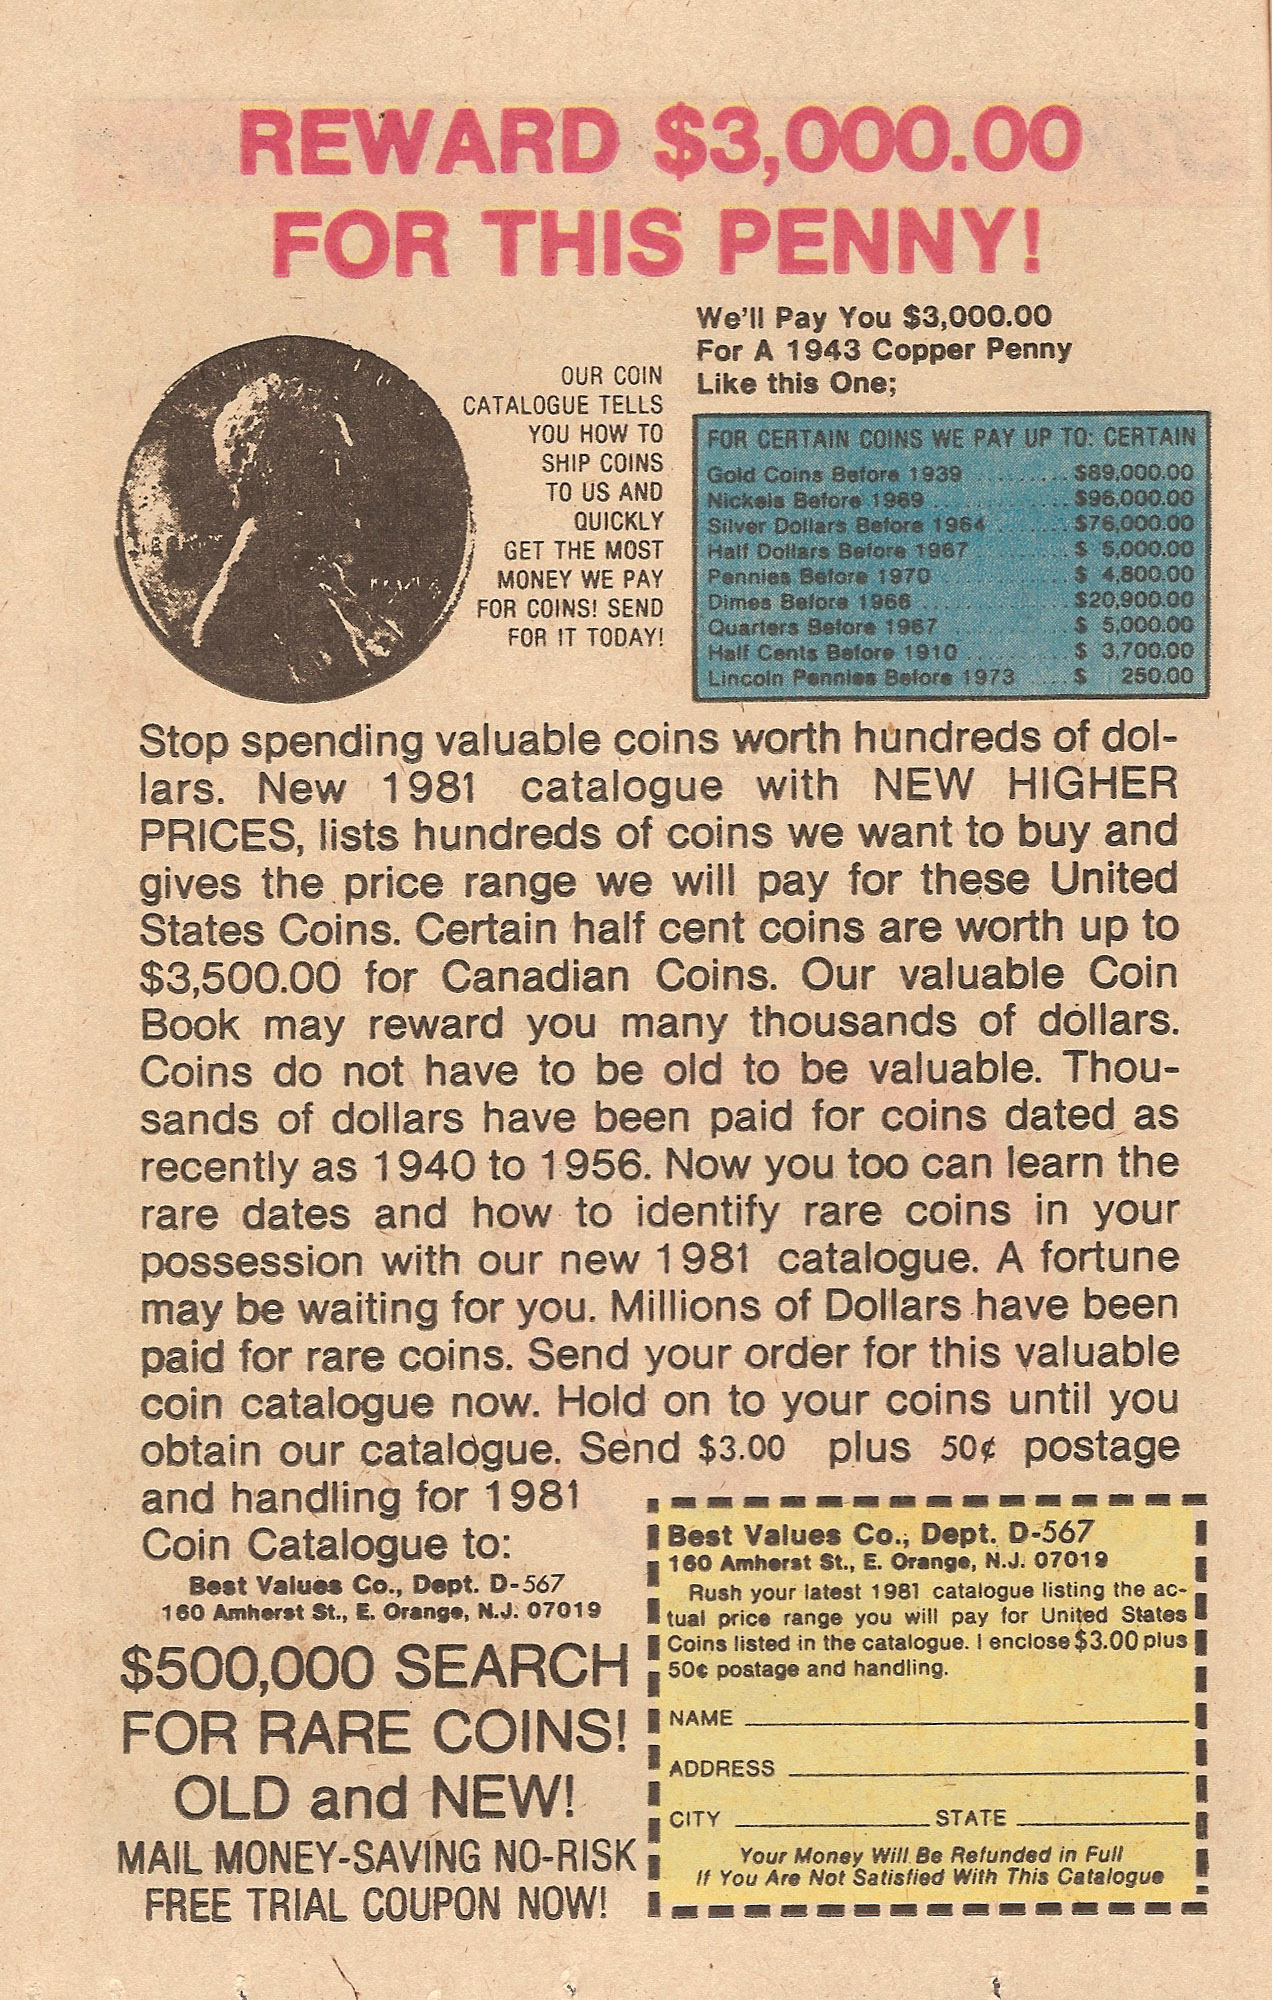 REWARD $3,000.00
FOR THIS PENNY!
We'll Pay You $3,000.00
For A 1943 Copper Penny
Like this One;
OUR COIN
CATALOGUE TELLS
YOU HOW TO
SHIP COINS
TO US AND
QUICKLY
GET THE MOST
MONEY WE PAY
FOR COINS! SEND
FOR IT TODAY!
FOR CERTAIN COINS WE PAY UP TO: CERTAIN
Gold Coins Before 1939 .......... $89,000.00
Nickels Before 1969 .............. $96,000.00
Silver Dollars Before 1964 ....... $76,000.00
Half Dollars Before 1967 ......... $ 5,000.00
Pennies Before 1970 ............. $ 4,800.00
Dimes Before 1966 .............. $20,900.00
Quarters Before 1967 ............ $ 5,000.00
Half Cents Before 1910 .......... $ 3,700.00
Lincoln Pennies Before 1973 .... $ 250.00
Stop spending valuable coins worth hundreds of dol-
lars. New 1981 catalogue with NEW HIGHER
PRICES, lists hundreds of coins we want to buy and
gives the price range we will pay for these United
States Coins. Certain half cent coins are worth up to
$3,500.00 for Canadian Coins. Our valuable Coin
Book may reward you many thousands of dollars.
Coins do not have to be old to be valuable. Thou-
sands of dollars have been paid for coins dated as
recently as 1940 to 1956. Now you too can learn the
rare dates and how to identify rare coins in your
possession with our new 1981 catalogue. A fortune
may be waiting for you. Millions of Dollars have been
paid for rare coins. Send your order for this valuable
coin catalogue now. Hold on to your coins until you
obtain our catalogue. Send $3.00 plus 50¢ postage
and handling for 1981
Coin Catalogue to:
Best Values Co., Dept. D-567
160 Amherst St., E. Orange, N.J. 07019
$500,000 SEARCH
FOR RARE COINS!
OLD and NEW!
MAIL MONEY-SAVING NO-RISK
FREE TRIAL COUPON NOW!
Best Values Co., Dept. D-567
160 Amherst St., E. Orange, N.J. 07019
Rush your latest 1981 catalogue listing the ac-
tual price range you will pay for United States
Coins listed in the catalogue. I enclose $3.00 plus
50¢ postage and handling.
NAME
ADDRESS
CITY STATE
Your Money Will Be Refunded in Full
If You Are Not Satisfied With This Catalogue